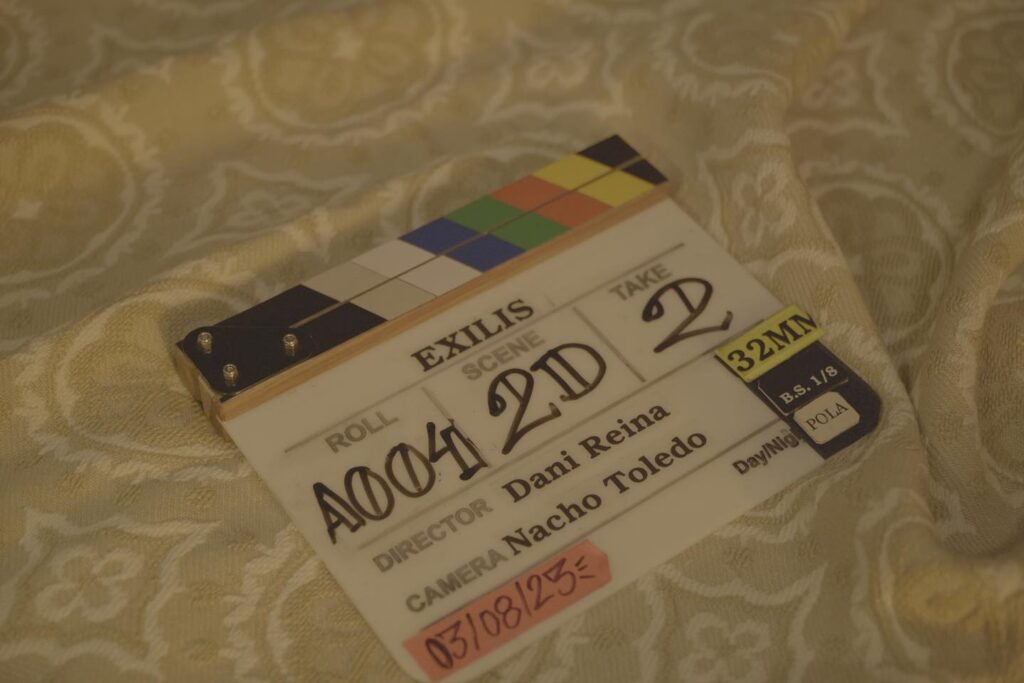 EXILIS
ROLL SCENE TAKE
A004 2D 2
DIRECTOR Dani Reina
CAMERA Nacho Toledo
03/08/23
32MM
B.S. 1/8
POLA
Day/Nig